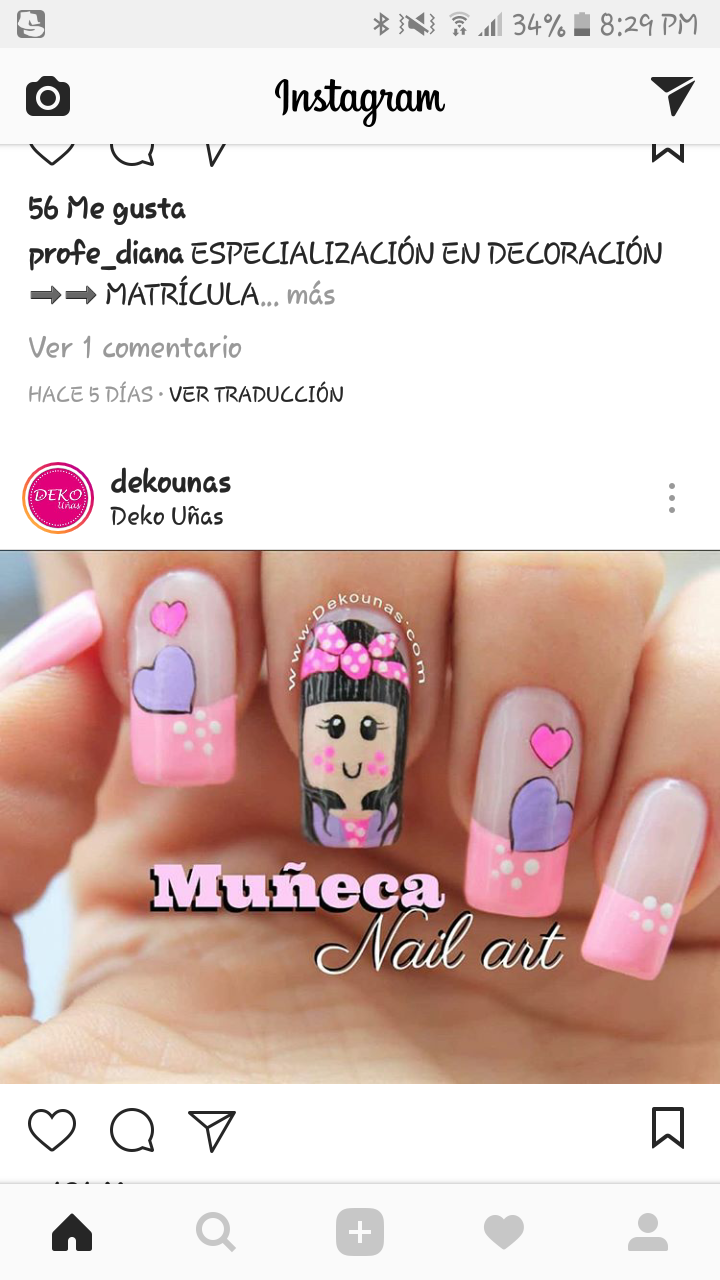 34% 8:29 PM
Instagram
56 Me gusta
profe_diana ESPECIALIZACIÓN EN DECORACIÓN
➡➡ MATRÍCULA... más
Ver 1 comentario
HACE 5 DÍAS · VER TRADUCCIÓN
DEKO
Uñas
dekounas
Deko Uñas
www.Dekounas.com
Muñeca
Nail art